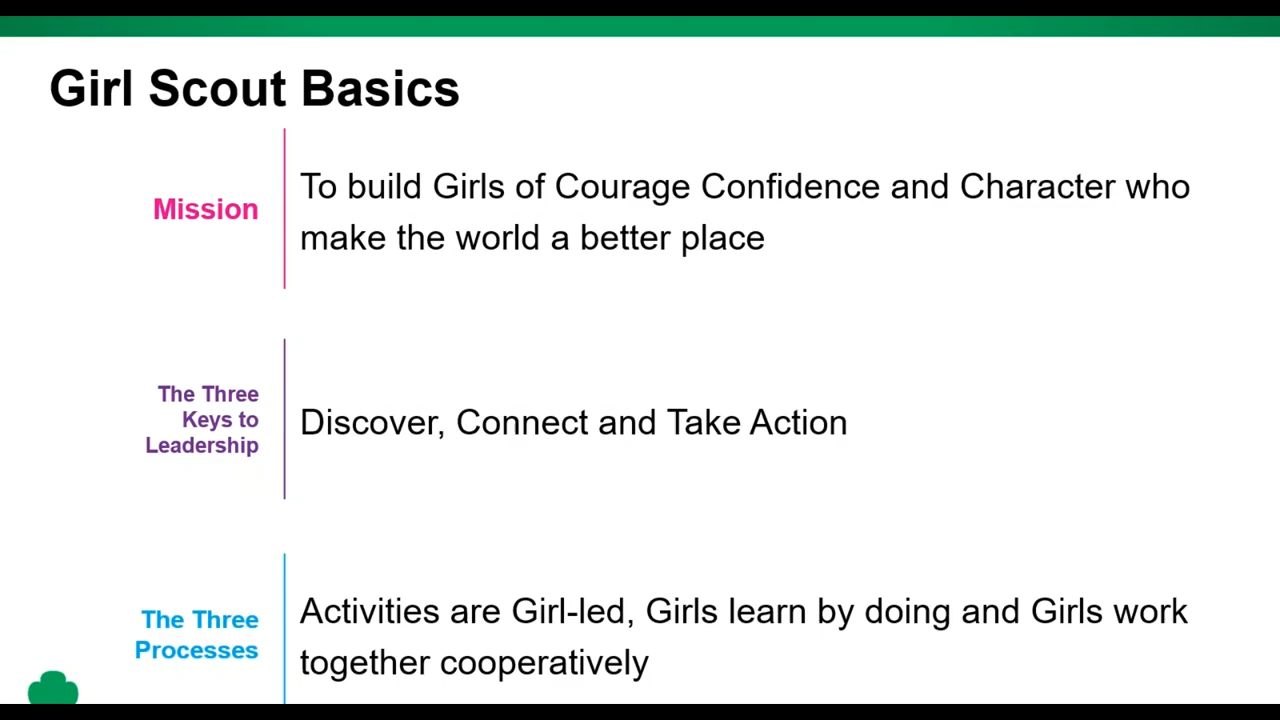 Girl Scout Basics
Mission
To build Girls of Courage Confidence and Character who
make the world a better place
The Three
Keys to
Leadership
Discover, Connect and Take Action
The Three
Processes
Activities are Girl-led, Girls learn by doing and Girls work
together cooperatively